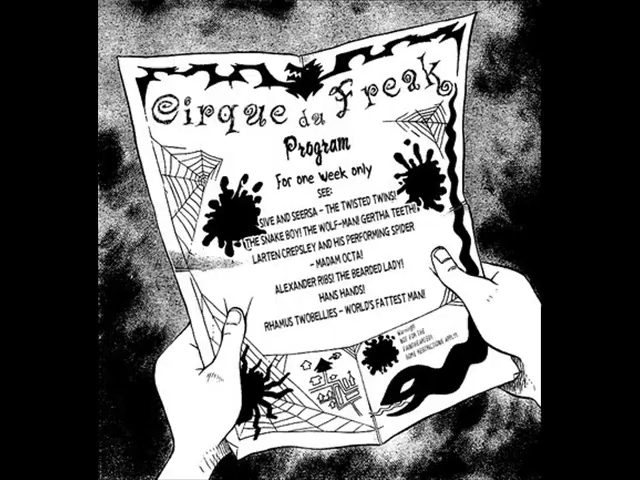 Cirque du Freak
Program
For one week only
SEE:
SIVE AND SEERSA - THE TWISTED TWINS!
THE SNAKE BOY! THE WOLF-MAN! GERTHA TEETH!
LARTEN CREPSLEY AND HIS PERFORMING SPIDER
- MADAM OCTA!
ALEXANDER RIBS! THE BEARDED LADY!
HANS HANDS!
RHAMUS TWOBELLIES - WORLD'S FATTEST MAN!
Warning!!
NOT FOR THE
FAINTHEARTED!
SOME RESTRICTIONS APPLY!!